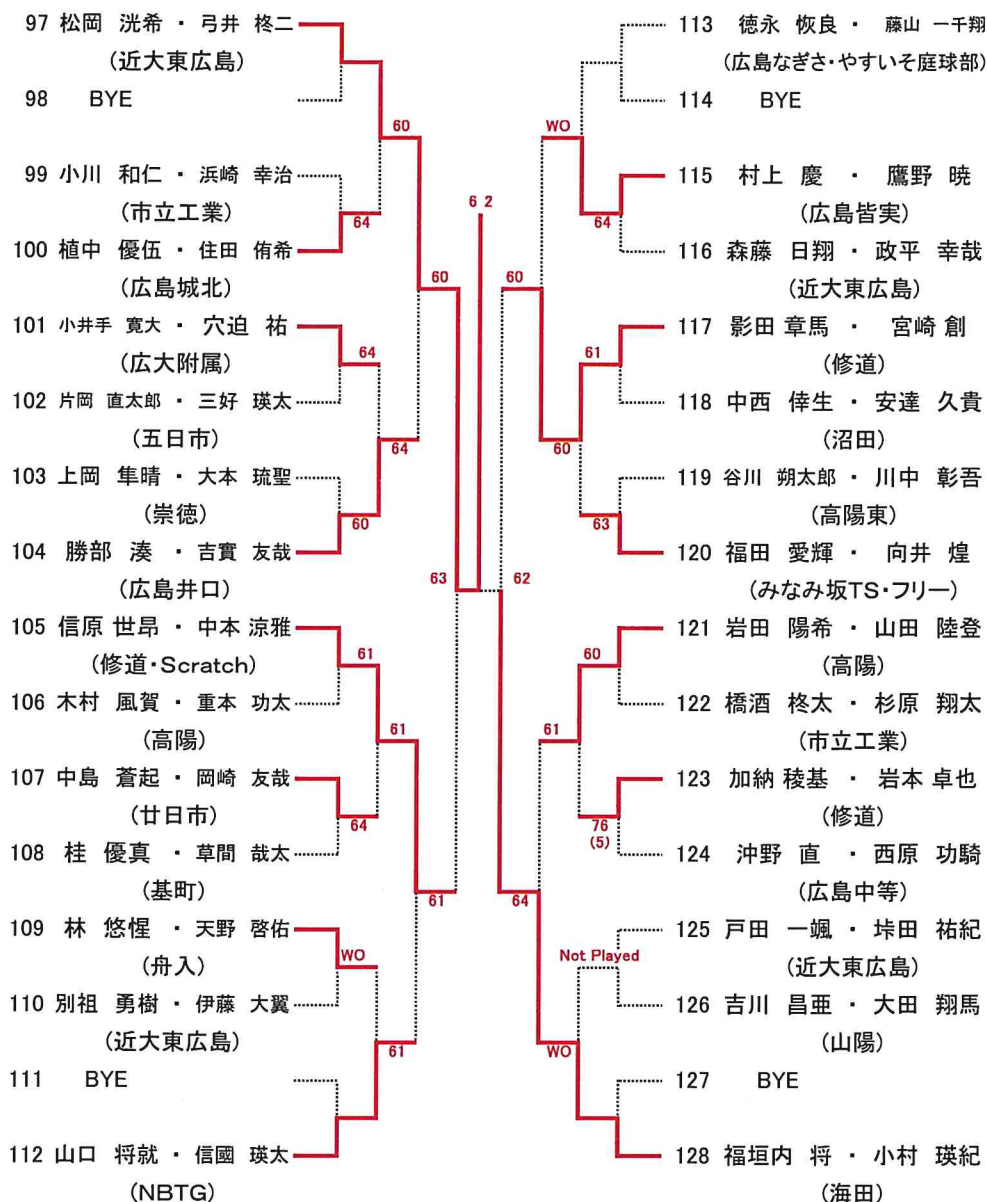 97 松岡 洸希 ・ 弓井 柊二
(近大東広島)
98 BYE
60
99 小川 和仁 ・ 浜崎 幸治
(市立工業)
64
100 植中 優伍 ・ 住田 侑希
(広島城北)
60
101 小井手 寛大 ・ 穴迫 祐
(広大附属)
64
102 片岡 直太郎 ・ 三好 瑛太
(五日市)
64
103 上岡 隼晴 ・ 大本 琉聖
(崇徳)
60
104 勝部 湊 ・ 吉實 友哉
(広島井口)
63
105 信原 世昂 ・ 中本 涼雅
(修道・Scratch)
61
106 木村 風賀 ・ 重本 功太
(高陽)
61
107 中島 蒼起 ・ 岡崎 友哉
(廿日市)
64
108 桂 優真 ・ 草間 哉太
(基町)
61
109 林 悠惺 ・ 天野 啓佑
(舟入)
WO
110 別祖 勇樹 ・ 伊藤 大翼
(近大東広島)
61
111 BYE
112 山口 将就 ・ 信國 瑛太
(NBTG)
6 2
113 徳永 恢良 ・ 藤山 一千翔
(広島なぎさ・やすいそ庭球部)
114 BYE
WO
115 村上 慶 ・ 鷹野 暁
(広島皆実)
64
116 森藤 日翔 ・ 政平 幸哉
(近大東広島)
60
117 影田 章馬 ・ 宮崎 創
(修道)
61
118 中西 倖生 ・ 安達 久貴
(沼田)
60
119 谷川 朔太郎 ・ 川中 彰吾
(高陽東)
63
120 福田 愛輝 ・ 向井 煌
(みなみ坂TS・フリー)
62
121 岩田 陽希 ・ 山田 陸登
(高陽)
60
122 橋酒 柊太 ・ 杉原 翔太
(市立工業)
61
123 加納 稜基 ・ 岩本 卓也
(修道)
76
(5)
124 沖野 直 ・ 西原 功騎
(広島中等)
64
125 戸田 一颯 ・ 垰田 祐紀
(近大東広島)
Not Played
126 吉川 昌亜 ・ 大田 翔馬
(山陽)
WO
127 BYE
128 福垣内 将 ・ 小村 瑛紀
(海田)